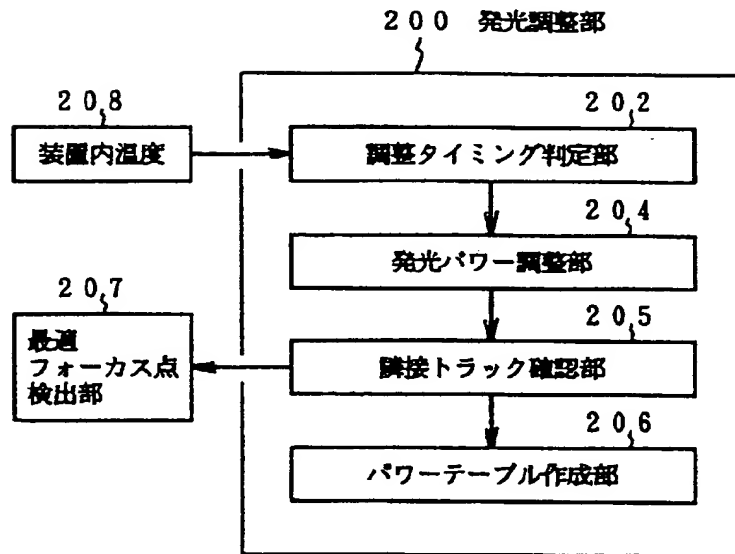 200 発光調整部
208
装置内温度
202
調整タイミング判定部
204
発光パワー調整部
207
最適
フォーカス点
検出部
205
隣接トラック確認部
206
パワーテーブル作成部